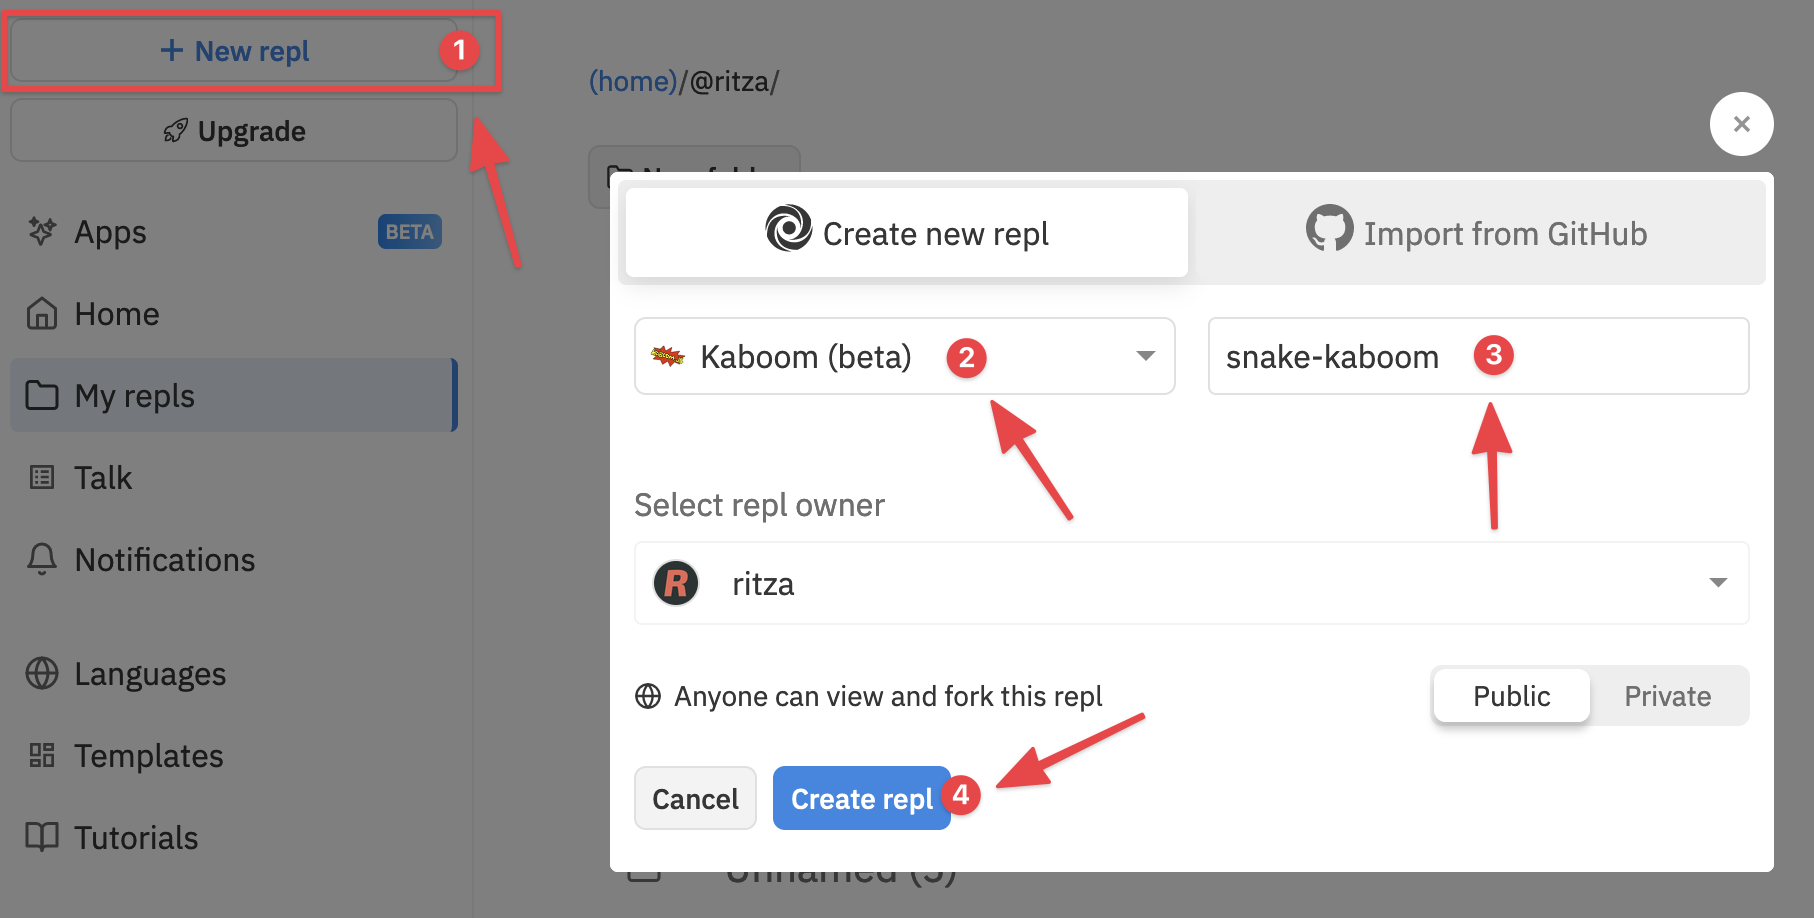 + New repl
1
Upgrade
Apps
BETA
Home
My repls
Talk
Notifications
Languages
Templates
Tutorials
(home)/@ritza/
Create new repl
Import from GitHub
Kaboom (beta)
2
snake-kaboom
3
Select repl owner
R
ritza
Anyone can view and fork this repl
Public
Private
Cancel
Create repl
4